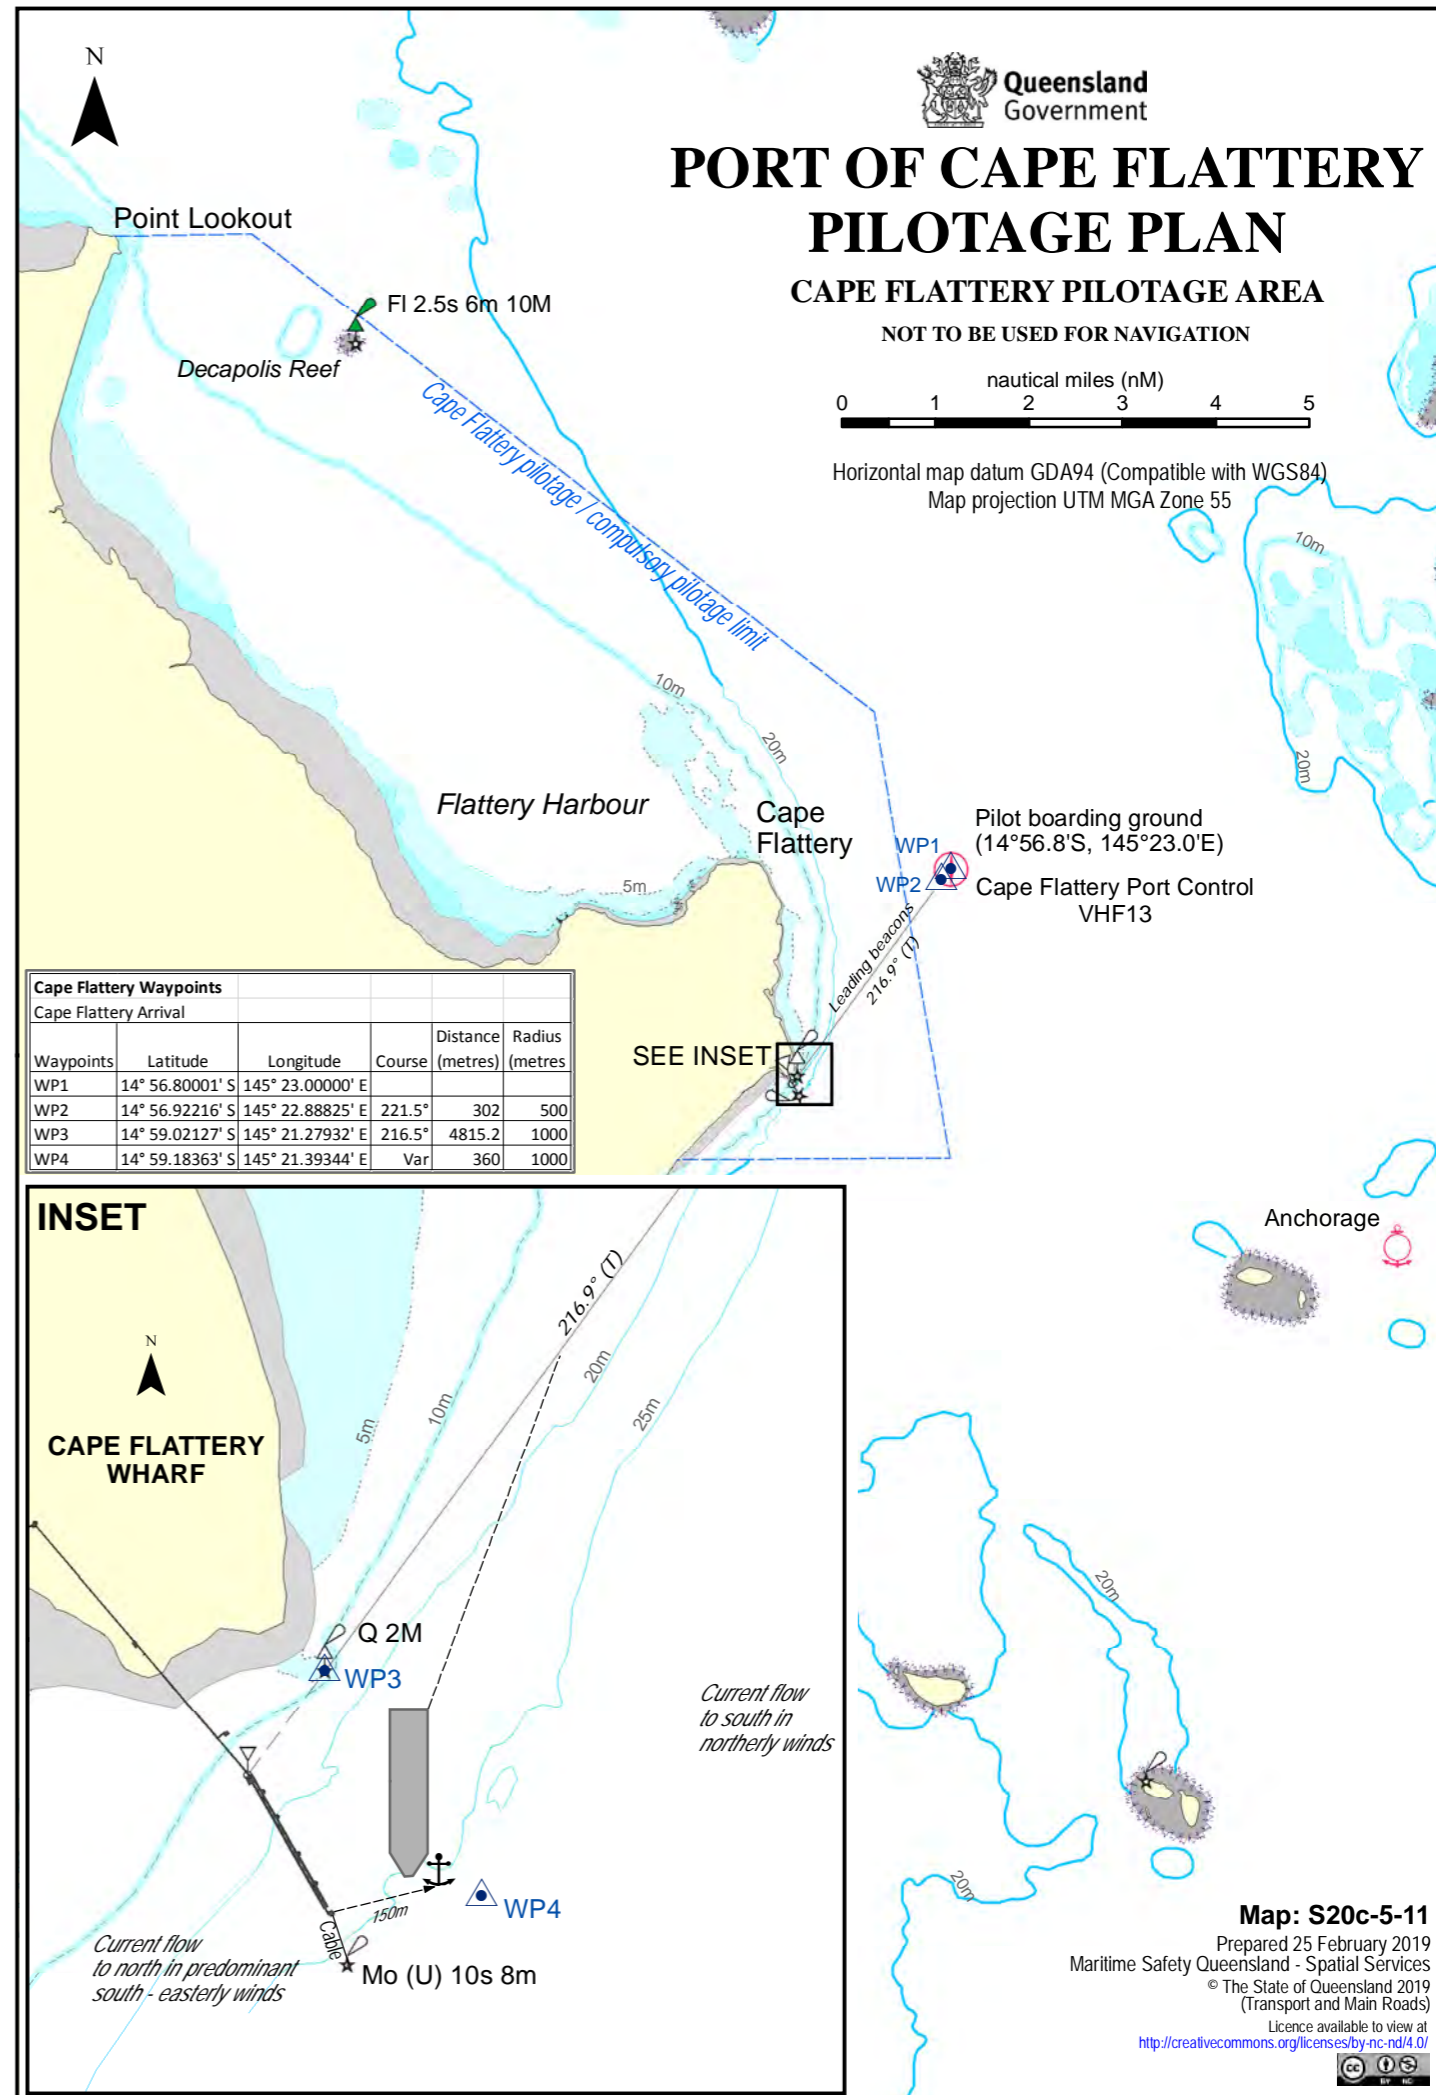 N
Queensland
Government
PORT OF CAPE FLATTERY
PILOTAGE PLAN
CAPE FLATTERY PILOTAGE AREA
NOT TO BE USED FOR NAVIGATION
nautical miles (nM)
0 1 2 3 4 5
Horizontal map datum GDA94 (Compatible with WGS84)
Map projection UTM MGA Zone 55
Point Lookout
Fl 2.5s 6m 10M
Decapolis Reef
Cape Flattery pilotage / compulsory pilotage limit
10m
10m
20m
20m
Flattery Harbour
Cape
Flattery
5m
Pilot boarding ground
(14°56.8'S, 145°23.0'E)
WP1
WP2
Cape Flattery Port Control
VHF13
Leading beacons
216.9° (T)
SEE INSET
Cape Flattery Waypoints
Cape Flattery Arrival
Distance Radius
Waypoints Latitude Longitude Course (metres) (metres
WP1 14° 56.80001' S 145° 23.00000' E
WP2 14° 56.92216' S 145° 22.88825' E 221.5° 302 500
WP3 14° 59.02127' S 145° 21.27932' E 216.5° 4815.2 1000
WP4 14° 59.18363' S 145° 21.39344' E Var 360 1000
Anchorage
INSET
216.9° (T)
N
20m
25m
10m
5m
CAPE FLATTERY
WHARF
Q 2M
WP3
Current flow
to south in
northerly winds
WP4
150m
Cable
Current flow
to north in predominant
south - easterly winds
Mo (U) 10s 8m
20m
20m
Map: S20c-5-11
Prepared 25 February 2019
Maritime Safety Queensland - Spatial Services
© The State of Queensland 2019
(Transport and Main Roads)
Licence available to view at
http://creativecommons.org/licenses/by-nc-nd/4.0/
cc
BY ND